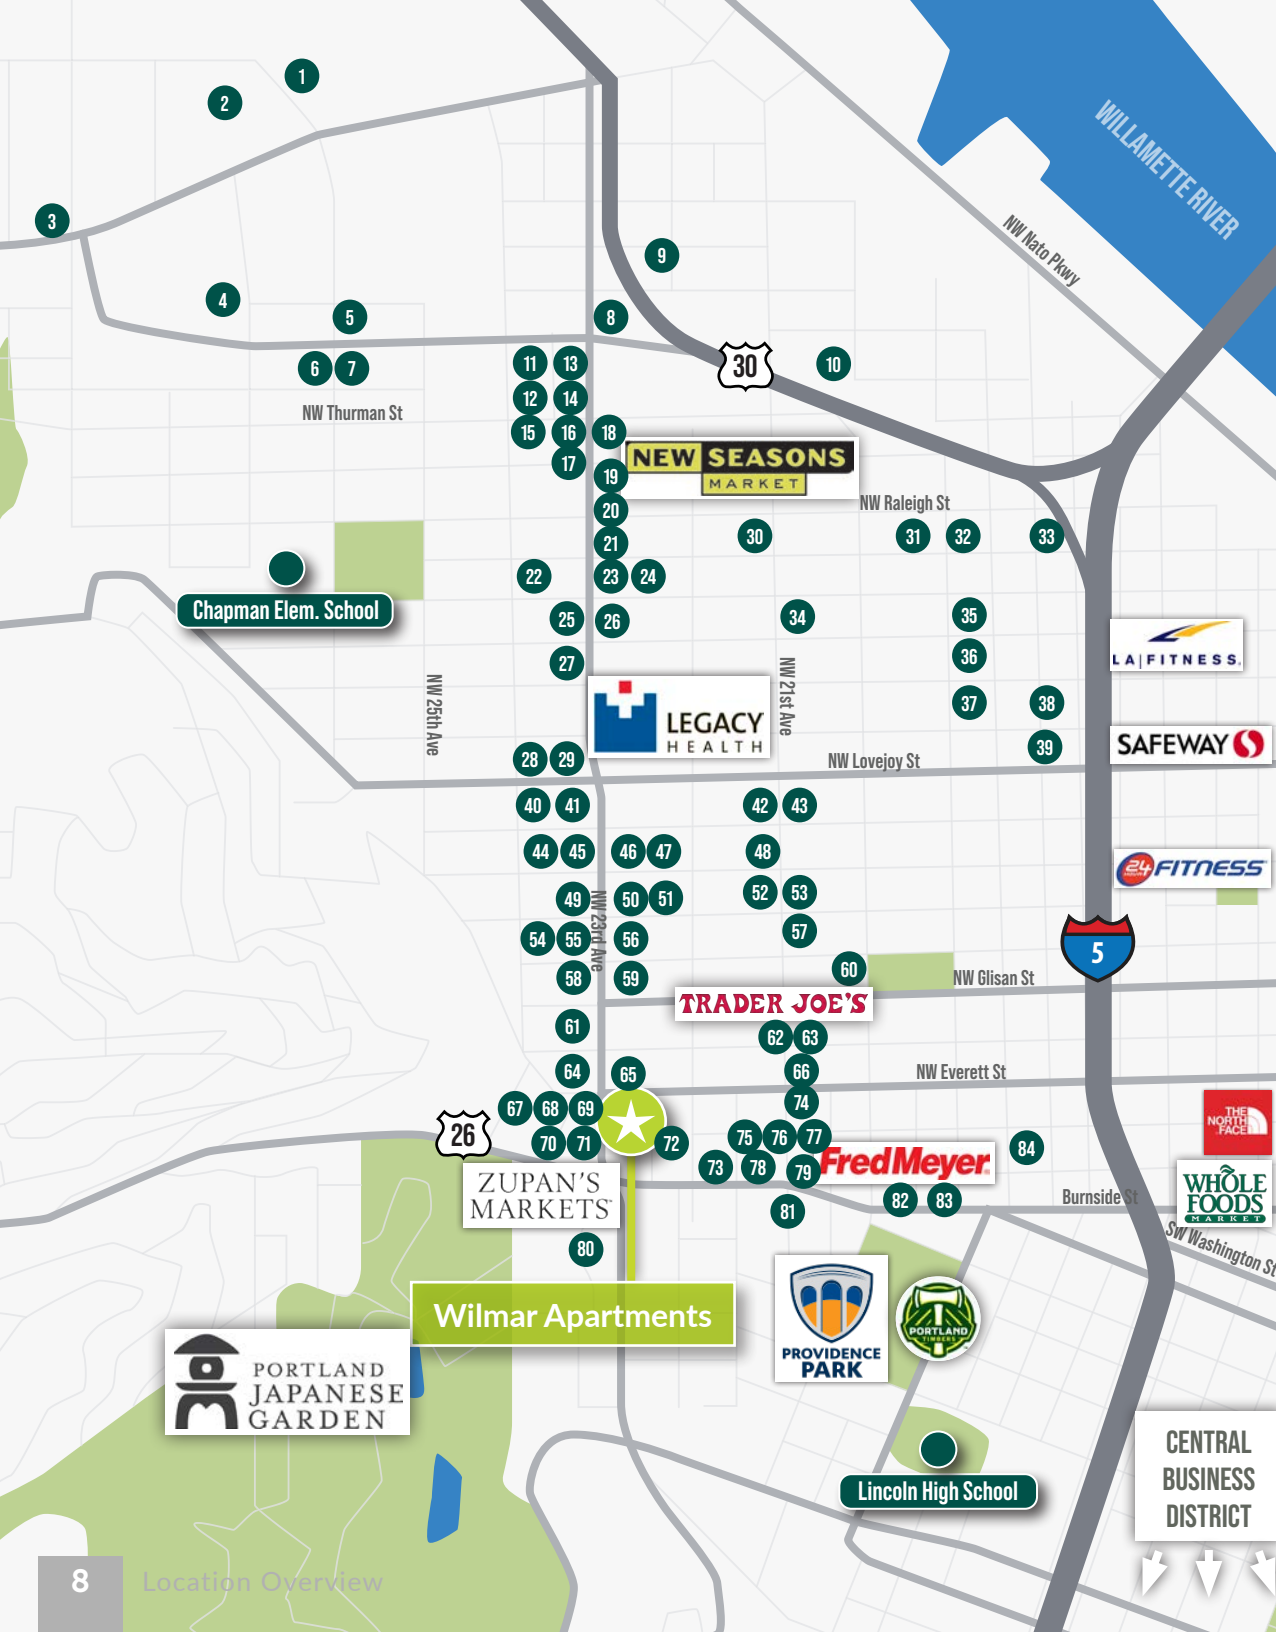 1
2
WILLAMETTE RIVER
3
NW Nato Pkwy
9
4
5
8
30
10
6
7
11
13
NW Thurman St
12
14
15
16
18
17
NEW SEASONS
MARKET
19
NW Raleigh St
20
21
30
31
32
33
22
23
24
Chapman Elem. School
25
26
34
35
LA|FITNESS.
36
27
NW 25th Ave
NW 21st Ave
LEGACY
HEALTH
37
38
39
SAFEWAY
28
29
NW Lovejoy St
40
41
42
43
44
45
46
47
48
24 HOUR FITNESS
49
NW 23rd Ave
50
51
52
53
54
55
56
57
5
58
59
60
NW Glisan St
TRADER JOE'S
61
62
63
64
65
66
NW Everett St
67
68
69
74
THE
NORTH
FACE
26
70
71
72
75
76
77
84
73
78
79
FredMeyer
ZUPAN'S
MARKETS
82
83
Burnside St
WHOLE
FOODS
MARKET
81
SW Washington St
80
Wilmar Apartments
PROVIDENCE
PARK
PORTLAND
TIMBERS
PORTLAND
JAPANESE
GARDEN
CENTRAL
BUSINESS
DISTRICT
Lincoln High School
8
Location Overview